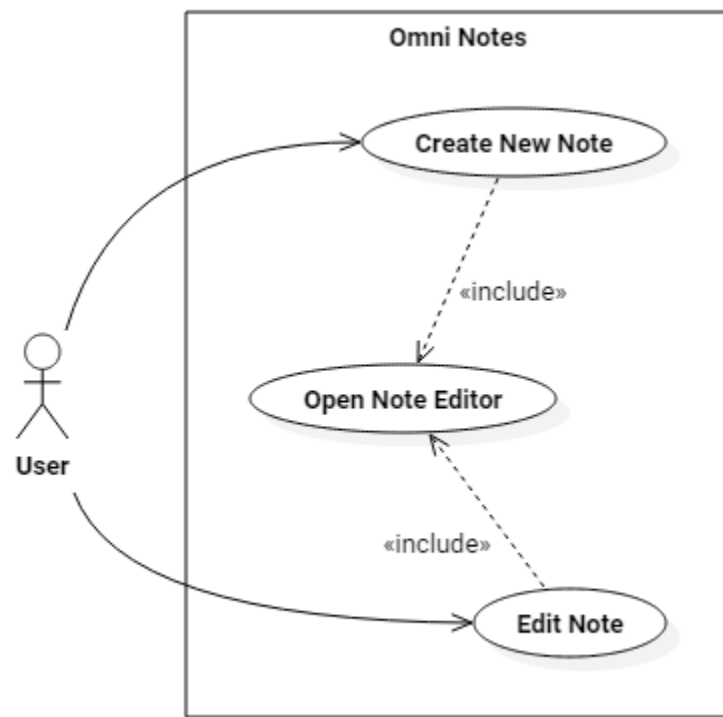 Omni Notes
Create New Note
«include»
Open Note Editor
User
«include»
Edit Note